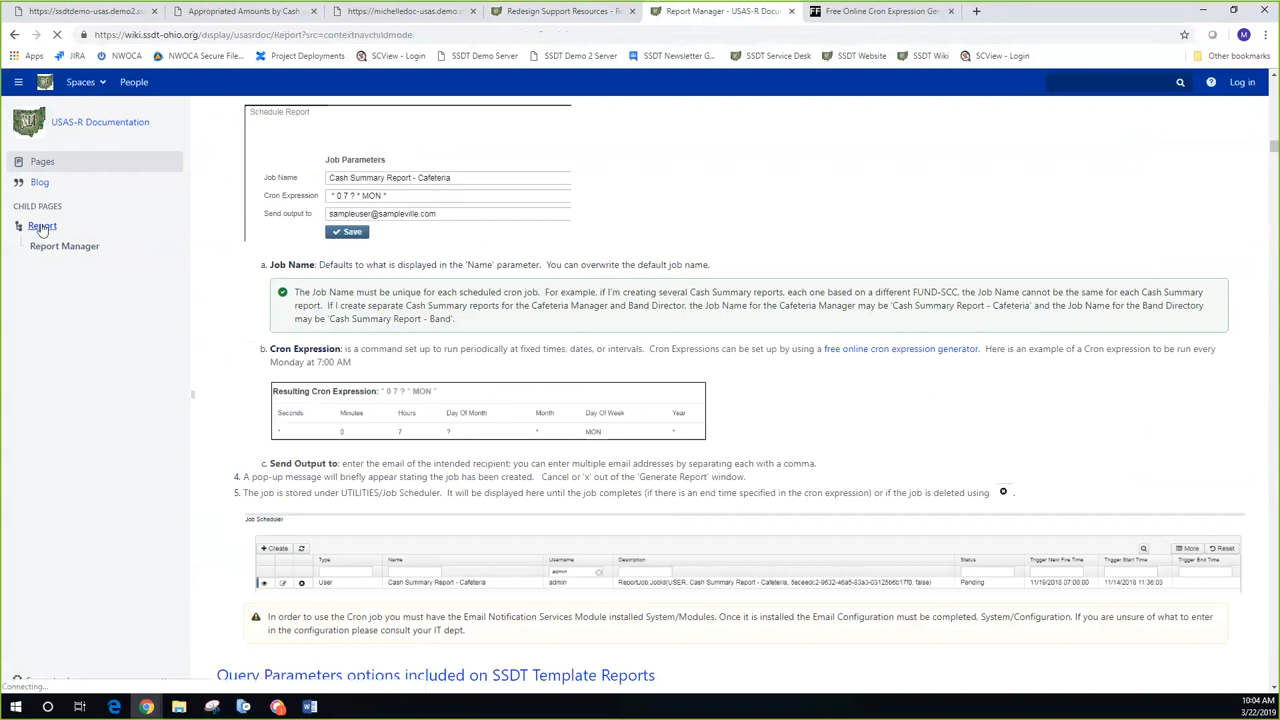 https://ssdtdemo-usas.demo2.s
Appropriated Amounts by Cash
https://michelledoc-usas.demo.
Redesign Support Resources - Re
Report Manager - USAS-R Docu
Free Online Cron Expression Gen
https://wiki.ssdt-ohio.org/display/usasrdoc/Report?src=contextnavchildmode
Apps
JIRA
NWOCA
NWOCA Secure File...
Project Deployments
SCView - Login
SSDT Demo Server
SSDT Demo 2 Server
SSDT Newsletter G...
SSDT Service Desk
SSDT Website
SSDT Wiki
SCView - Login
Other bookmarks
Spaces
People
Log in
USAS-R Documentation
Pages
Blog
CHILD PAGES
Report
Report Manager
Schedule Report
Job Parameters
Job Name
Cash Summary Report - Cafeteria
Cron Expression
* 0 7 ? * MON *
Send output to
sampleuser@sampleville.com
Save
a. Job Name: Defaults to what is displayed in the 'Name' parameter. You can overwrite the default job name.
The Job Name must be unique for each scheduled cron job. For example, if I'm creating several Cash Summary reports, each one based on a different FUND-SCC, the Job Name cannot be the same for each Cash Summary
report. If I create separate Cash Summary reports for the Cafeteria Manager and Band Director, the Job Name for the Cafeteria Manager may be 'Cash Summary Report - Cafeteria' and the Job Name for the Band Directory
may be 'Cash Summary Report - Band'.
b. Cron Expression: is a command set up to run periodically at fixed times, dates, or intervals. Cron Expressions can be set up by using a free online cron expression generator. Here is an example of a Cron expression to be run every
Monday at 7:00 AM
Resulting Cron Expression: * 0 7 ? * MON *
Seconds Minutes Hours Day Of Month Month Day Of Week Year
* 0 7 ? * MON *
c. Send Output to: enter the email of the intended recipient; you can enter multiple email addresses by separating each with a comma.
4. A pop-up message will briefly appear stating the job has been created. Cancel or 'x' out of the 'Generate Report' window.
5. The job is stored under UTILITIES/Job Scheduler. It will be displayed here until the job completes (if there is an end time specified in the cron expression) or if the job is deleted using .
Job Scheduler
Create
More
Reset
Type Name Username Description Status Trigger Next Fire Time Trigger Start Time Trigger End Time
admin
User Cash Summary Report - Cafeteria admin Pending 11/19/2018 07:00:00 11/14/2018 11:36:03
In order to use the Cron job you must have the Email Notification Services Module installed System/Modules. Once it is installed the Email Configuration must be completed, System/Configuration. If you are unsure of what to enter
in the configuration please consult your IT dept.
Query Parameters options included on SSDT Template Reports
Connecting...
10:04 AM
3/22/2019